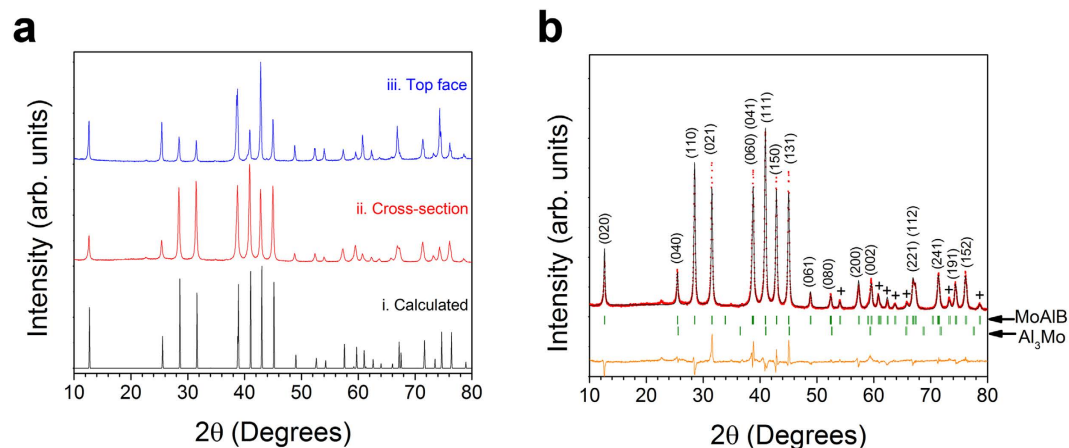 a
iii. Top face
ii. Cross-section
i. Calculated
Intensity (arb. units)
10 20 30 40 50 60 70 80
2θ (Degrees)
b
(020)
(040)
(110)
(021)
(060) (041)
(111)
(150)
(131)
(061)
(080)
+
(200)
(002)
+
+
+
+
(221) (112)
(241)
+
(191)
(152)
+
MoAlB
Al₃Mo
Intensity (arb. units)
10 20 30 40 50 60 70 80
2θ (Degrees)